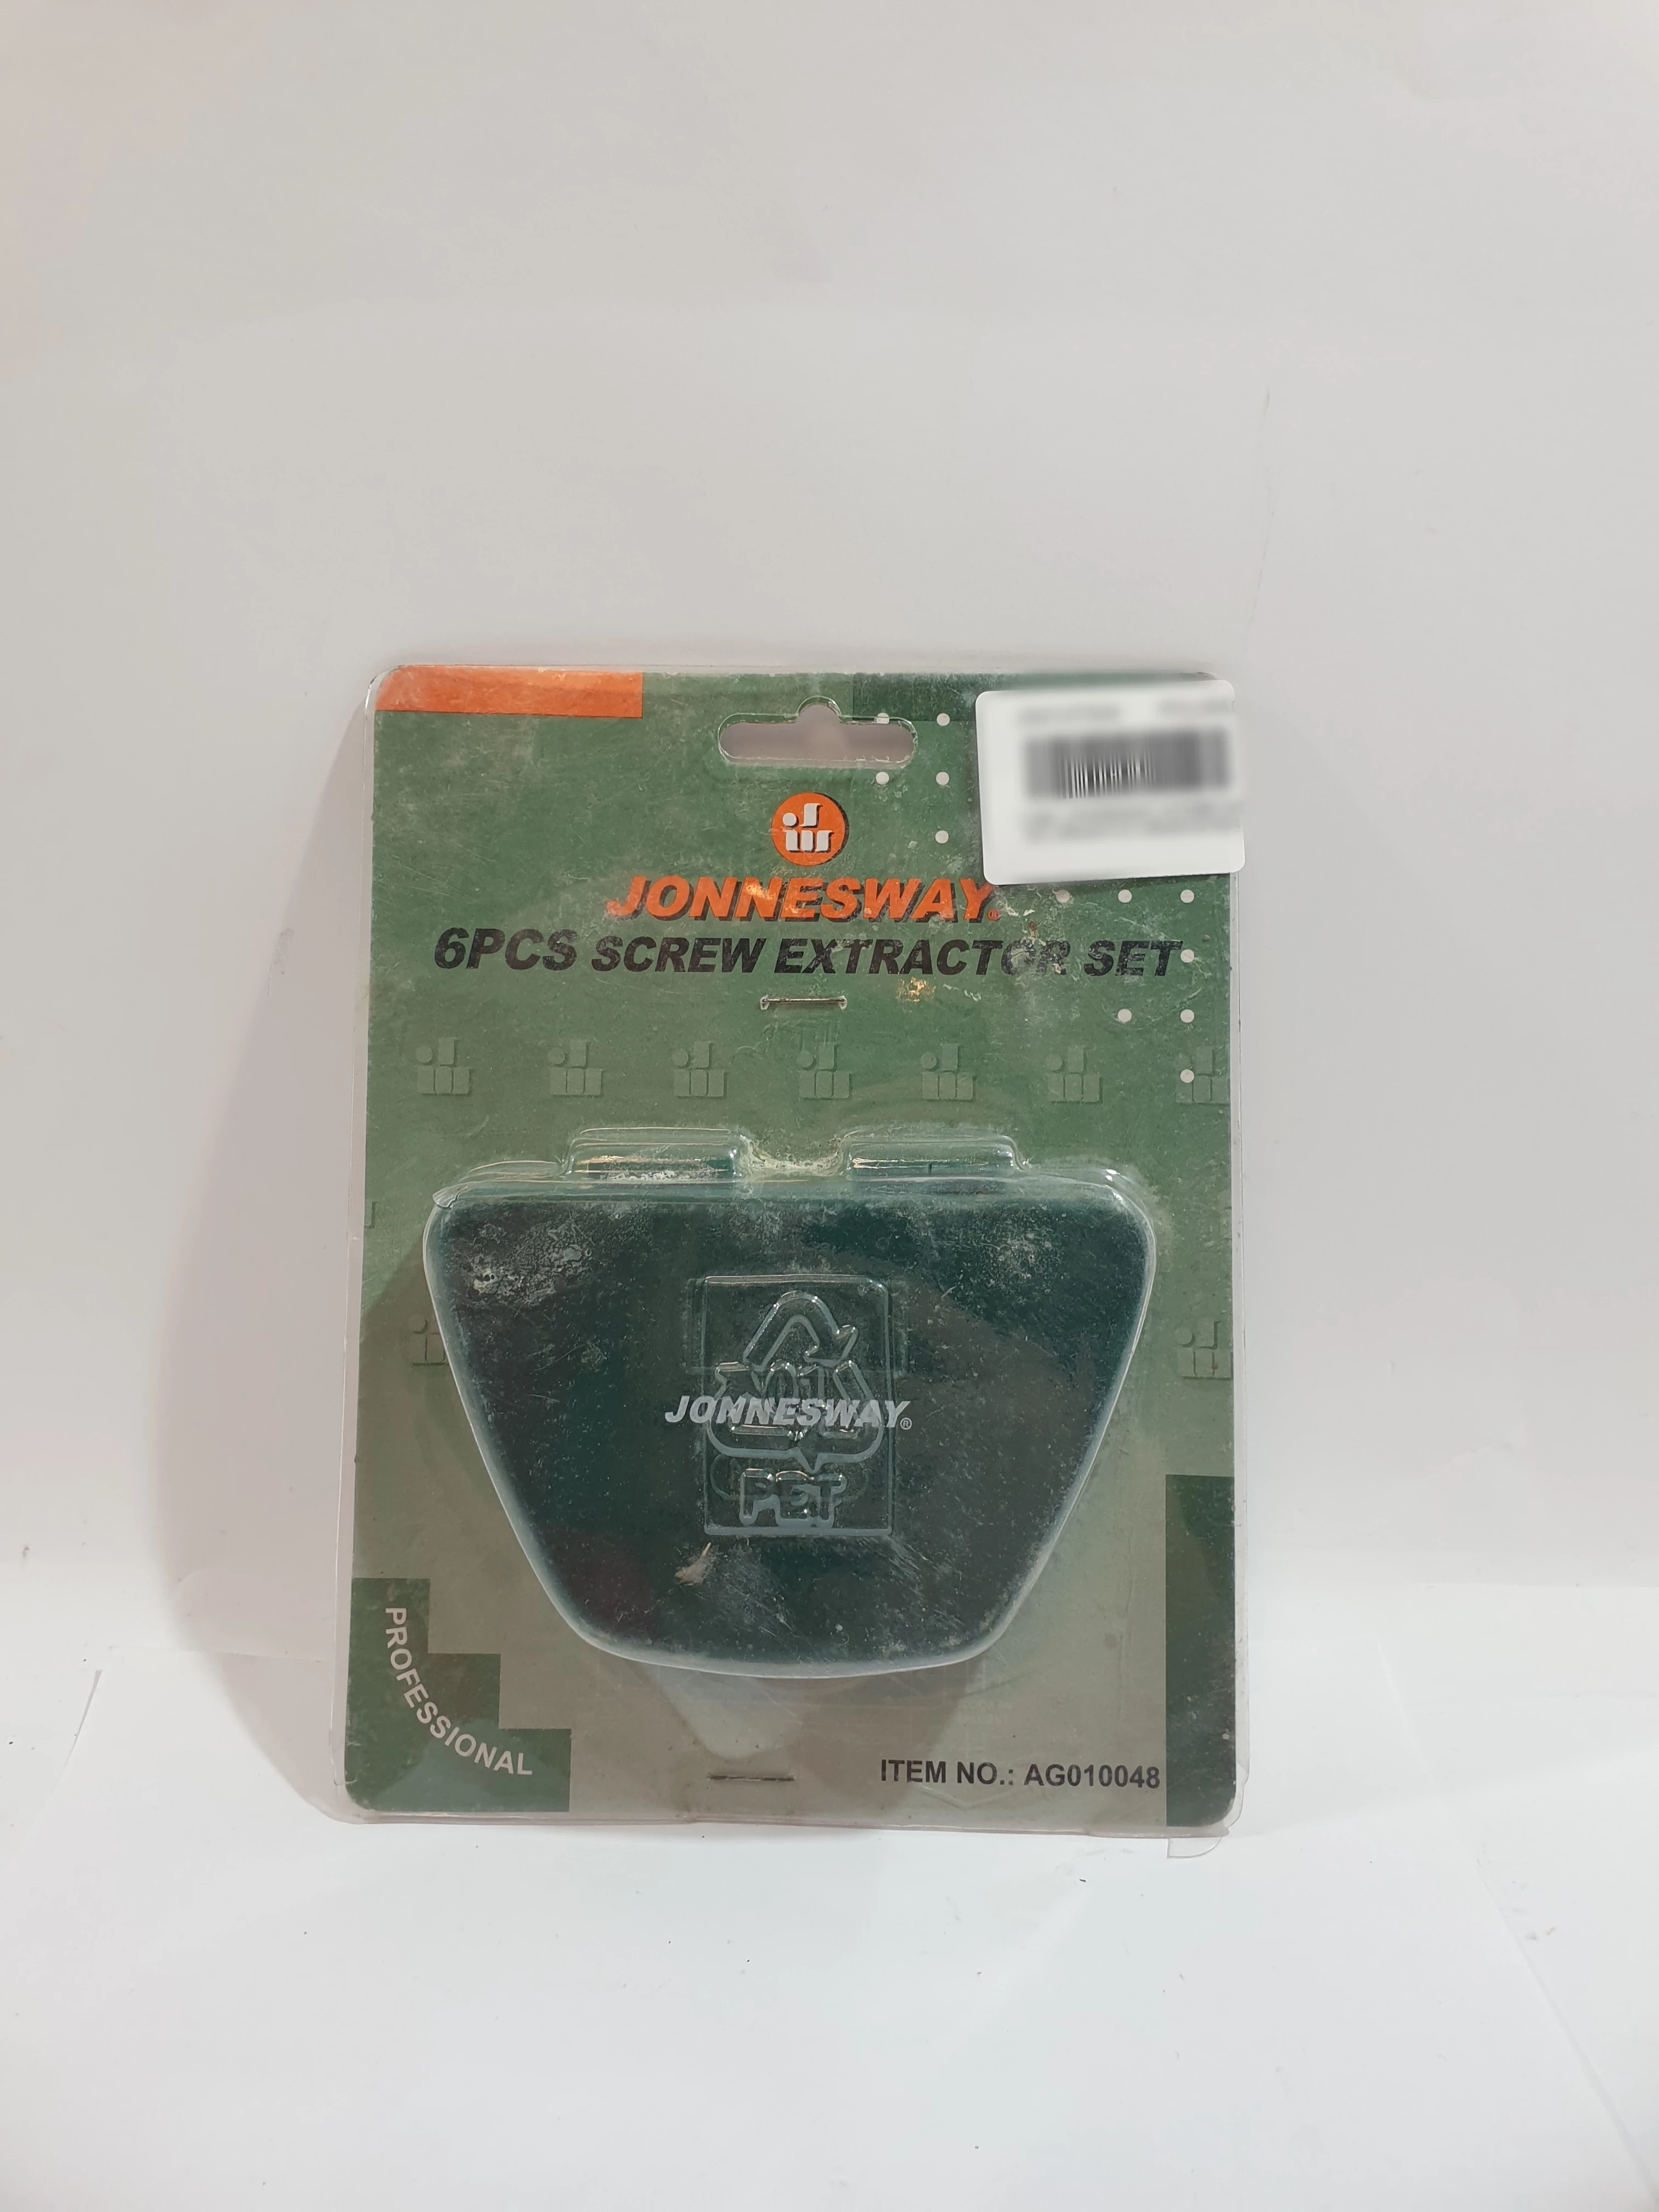 JONNESWAY®
6PCS SCREW EXTRACTOR SET
JONNESWAY®
PET
PROFESSIONAL
ITEM NO.: AG010048